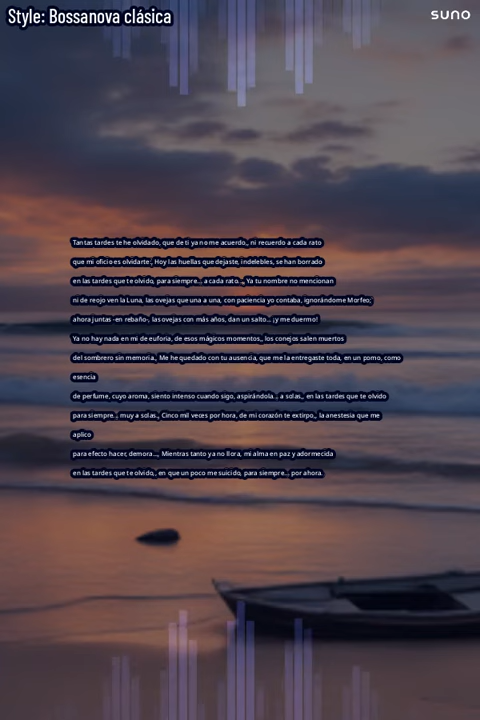 Style: Bossanova clásica
suno
Tantas tardes te he olvidado, que de ti ya no me acuerdo,, ni recuerdo a cada rato
que mi oficio es olvidarte;, Hoy las huellas que dejaste, indelebles, se han borrado
en las tardes que te olvido, para siempre... a cada rato..., Ya tu nombre no mencionan
ni de reojo ven la Luna, las ovejas que una a una, con paciencia yo contaba, ignorándome Morfeo;
ahora juntas -en rebaño-, las ovejas con más años, dan un salto... ¡y me duermo!
Ya no hay nada en mi de euforia, de esos mágicos momentos,, los conejos salen muertos
del sombrero sin memoria., Me he quedado con tu ausencia, que me la entregaste toda, en un pomo, como
esencia
de perfume, cuyo aroma, siento intenso cuando sigo, aspirándola... a solas,, en las tardes que te olvido
para siempre... muy a solas., Cinco mil veces por hora, de mi corazón te extirpo,, la anestesia que me
aplico
para efecto hacer, demora..., Mientras tanto ya no llora, mi alma en paz y adormecida
en las tardes que te olvido,, en que un poco me suicido, para siempre..., por ahora.